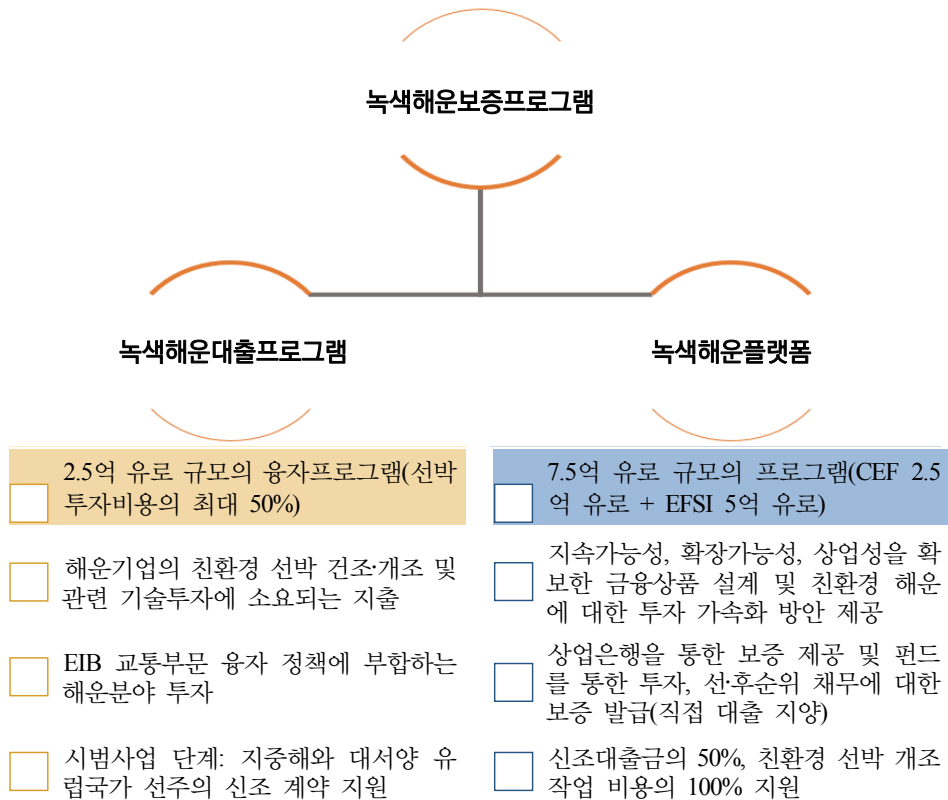 녹색해운보증프로그램
녹색해운대출프로그램
2.5억 유로 규모의 융자프로그램(선박
투자비용의 최대 50%)
해운기업의 친환경 선박 건조·개조 및
관련 기술투자에 소요되는 지출
EIB 교통부문 융자 정책에 부합하는
해운분야 투자
시범사업 단계: 지중해와 대서양 유
럽국가 선주의 신조 계약 지원
녹색해운플랫폼
7.5억 유로 규모의 프로그램(CEF 2.5
억 유로 + EFSI 5억 유로)
지속가능성, 확장가능성, 상업성을 확
보한 금융상품 설계 및 친환경 해운
에 대한 투자 가속화 방안 제공
상업은행을 통한 보증 제공 및 펀드
를 통한 투자, 선·후순위 채무에 대한
보증 발급(직접 대출 지양)
신조대출금의 50%, 친환경 선박 개조
작업 비용의 100% 지원